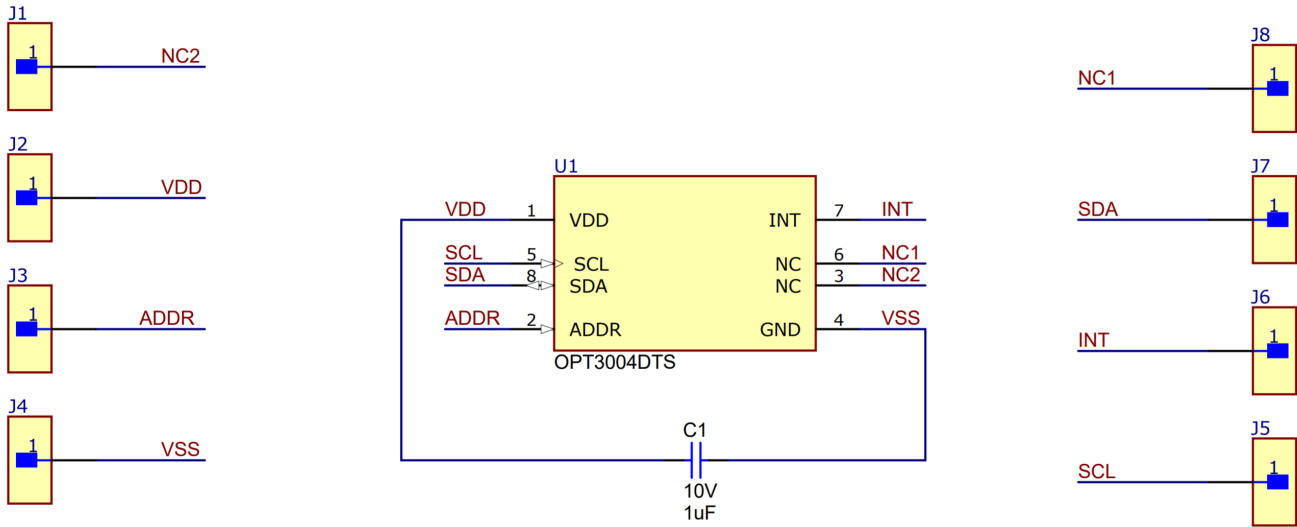 J1
1
NC2
J2
1
VDD
J3
1
ADDR
J4
1
VSS
U1
VDD 1 VDD
SCL 5 SCL
SDA 8 SDA
ADDR 2 ADDR
INT 7 INT
NC 6 NC1
NC 3 NC2
GND 4 VSS
OPT3004DTS
C1
10V
1uF
J8
NC1 1
J7
SDA 1
J6
INT 1
J5
SCL 1